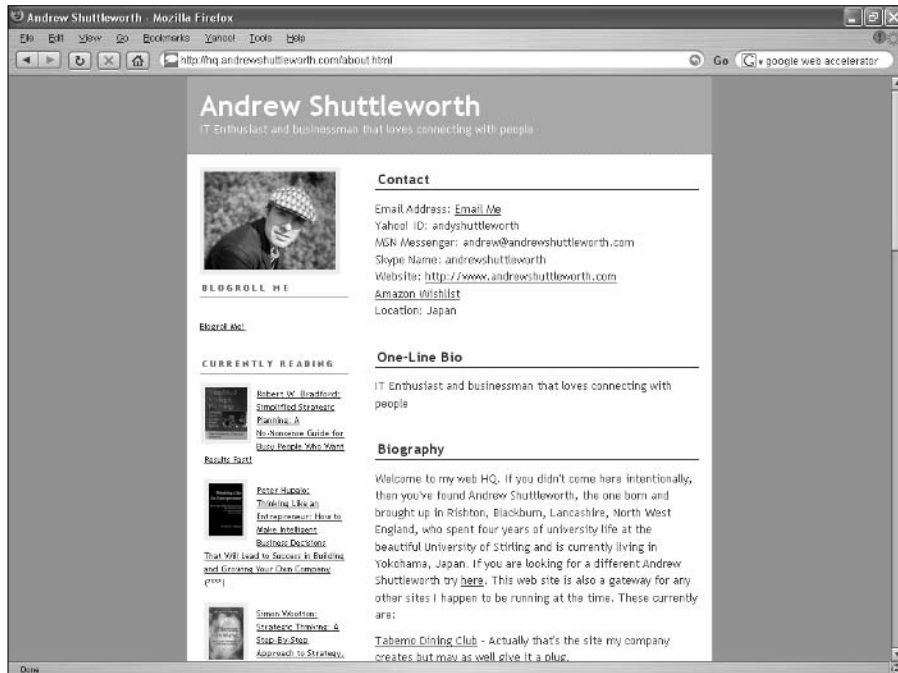 Andrew Shuttleworth - Mozilla Firefox
File Edit View Go Bookmarks Yahoo! Tools Help
http://hq.andrewshuttleworth.com/about.html
Go
G google web accelerator
Andrew Shuttleworth
IT Enthusiast and businessman that loves connecting with people
BLOGROLL ME
Blogroll Me!
CURRENTLY READING
Robert W. Bradford:
Simplified Strategic
Planning: A
No-Nonsense Guide for
Busy People Who Want
Results Fast!
Peter Hupalo:
Thinking Like an
Entrepreneur: How to
Make Intelligent
Business Decisions
That Will Lead to Success in Building
and Growing Your Own Company
(****)
Simon Wootton:
Strategic Thinking: A
Step-By-Step
Approach to Strategy,
Contact
Email Address: Email Me
Yahoo! ID: andyshuttleworth
MSN Messenger: andrew@andrewshuttleworth.com
Skype Name: andrewshuttleworth
Website: http://www.andrewshuttleworth.com
Amazon Wishlist
Location: Japan
One-Line Bio
IT Enthusiast and businessman that loves connecting with
people
Biography
Welcome to my web HQ. If you didn't come here intentionally,
then you've found Andrew Shuttleworth, the one born and
brought up in Rishton, Blackburn, Lancashire, North West
England, who spent four years of university life at the
beautiful University of Stirling and is currently living in
Yokohama, Japan. If you are looking for a different Andrew
Shuttleworth try here. This web site is also a gateway for any
other sites I happen to be running at the time. These currently
are:
Tabemo Dining Club - Actually that's the site my company
creates but may as well give it a plug.
Done